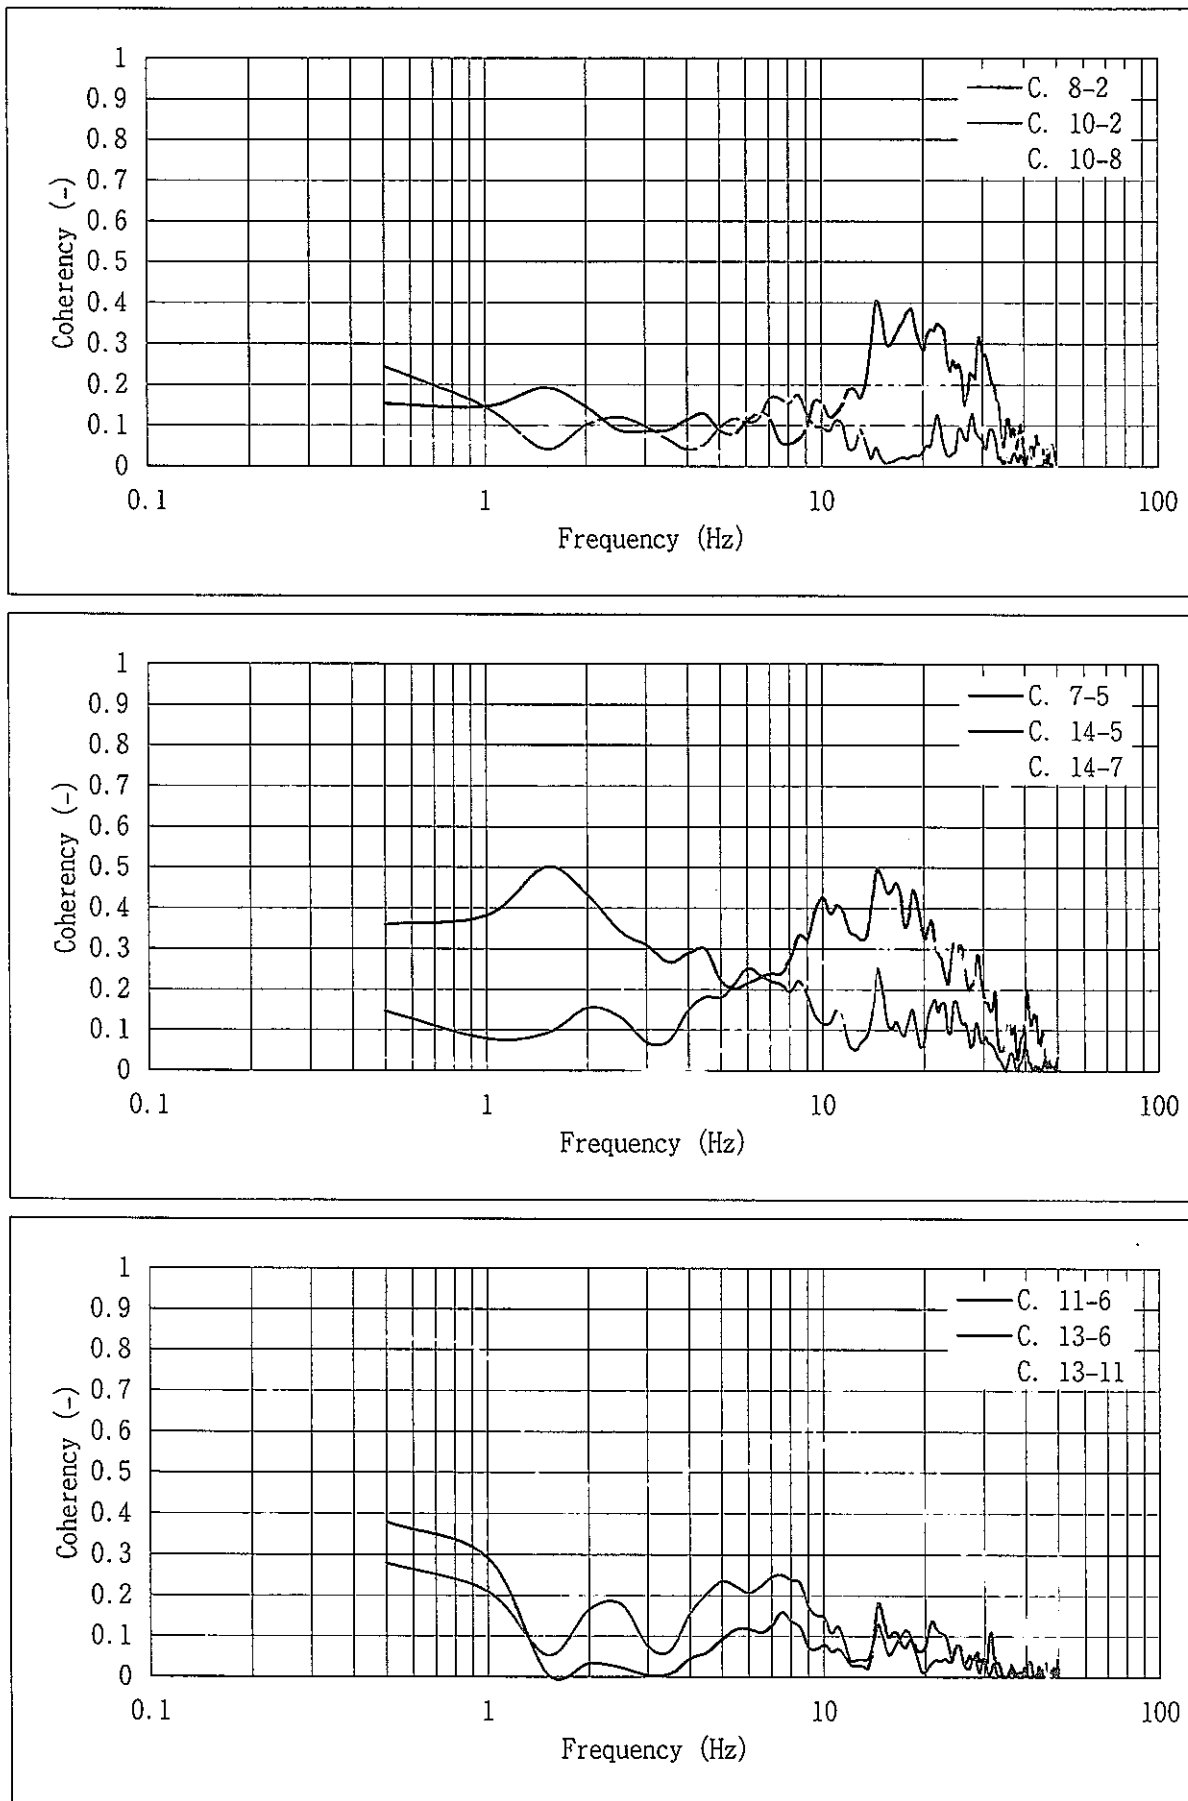 1
0.9
0.8
0.7
0.6
0.5
0.4
0.3
0.2
0.1
0
Coherency (-)
C. 8-2
C. 10-2
C. 10-8
0.1 1 10 100
Frequency (Hz)
1
0.9
0.8
0.7
0.6
0.5
0.4
0.3
0.2
0.1
0
Coherency (-)
C. 7-5
C. 14-5
C. 14-7
0.1 1 10 100
Frequency (Hz)
1
0.9
0.8
0.7
0.6
0.5
0.4
0.3
0.2
0.1
0
Coherency (-)
C. 11-6
C. 13-6
C. 13-11
0.1 1 10 100
Frequency (Hz)